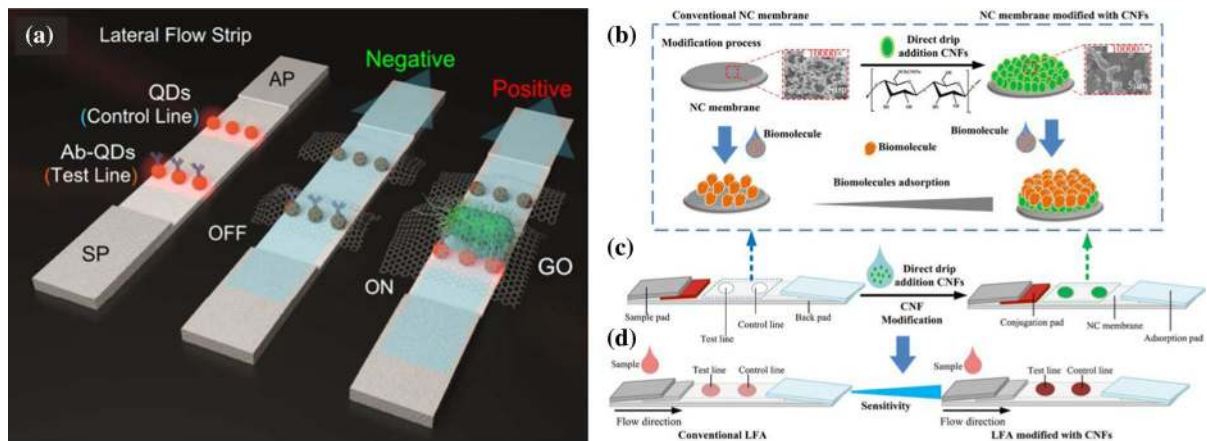 (a)
Lateral Flow Strip
AP
QDs
(Control Line)
Ab-QDs
(Test Line)
SP
Negative
OFF
Positive
ON
GO
(b)
Conventional NC membrane
NC membrane modified with CNFs
Modification process
Direct drip
addition CNFs
10000×
5μm
10000×
5μm
NC membrane
Biomolecule
Biomolecule
Biomolecule
Biomolecules adsorption
(c)
Direct drip
addition CNFs
CNF
Modification
Sample pad
Test line
Control line
Back pad
Conjugation pad
NC membrane
Adsorption pad
(d)
Sample
Test line
Control line
Flow direction
Conventional LFA
Sensitivity
Sample
Test line
Control line
Flow direction
LFA modified with CNFs